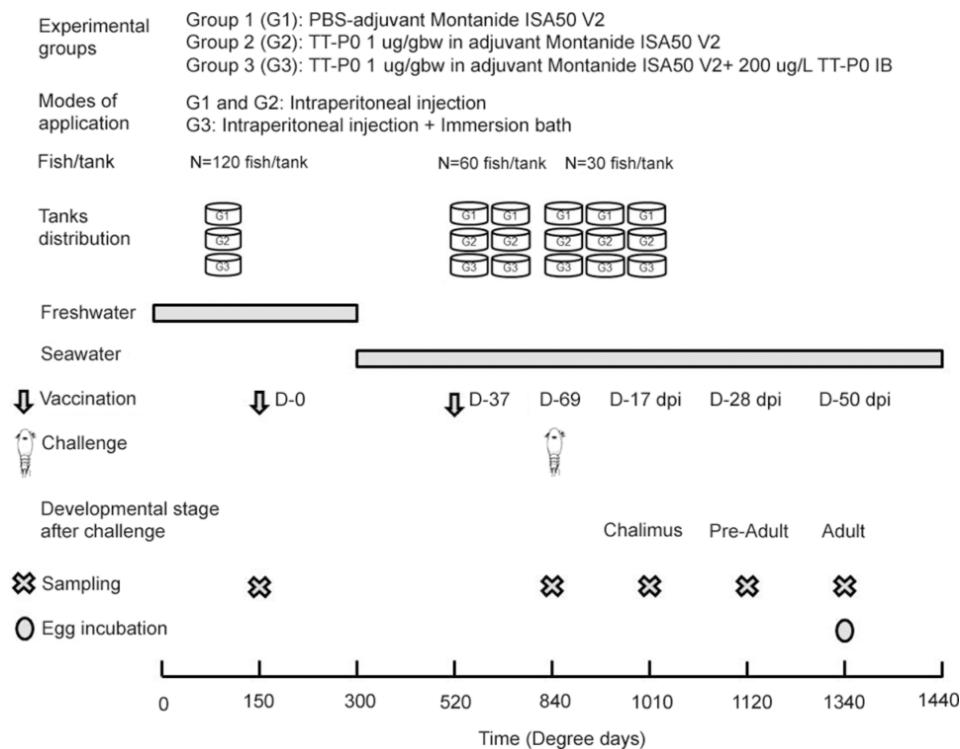 Experimental groups
Group 1 (G1): PBS-adjuvant Montanide ISA50 V2
Group 2 (G2): TT-P0 1 ug/gbw in adjuvant Montanide ISA50 V2
Group 3 (G3): TT-P0 1 ug/gbw in adjuvant Montanide ISA50 V2+ 200 ug/L TT-P0 IB
Modes of application
G1 and G2: Intraperitoneal injection
G3: Intraperitoneal injection + Immersion bath
Fish/tank N=120 fish/tank N=60 fish/tank N=30 fish/tank
Tanks distribution
G1 G1 G1 G1 G1 G1
G2 G2 G2 G2 G2 G2
G3 G3 G3 G3 G3 G3
Freshwater
Seawater
Vaccination D-0 D-37 D-69 D-17 dpi D-28 dpi D-50 dpi
Challenge
Developmental stage after challenge
Chalimus Pre-Adult Adult
Sampling
Egg incubation
0 150 300 520 840 1010 1120 1340 1440
Time (Degree days)